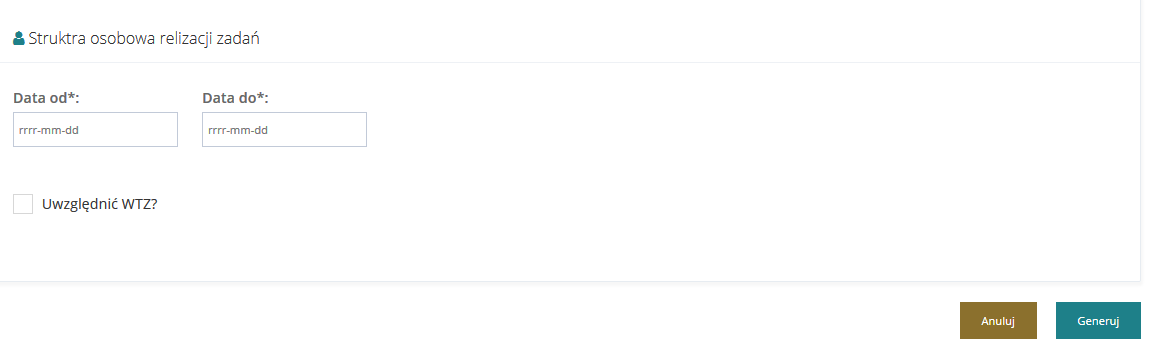 Struktra osobowa relizacji zadań
Data od*: Data do*:
rrrr-mm-dd rrrr-mm-dd
Uwzględnić WTZ?
Anuluj Generuj